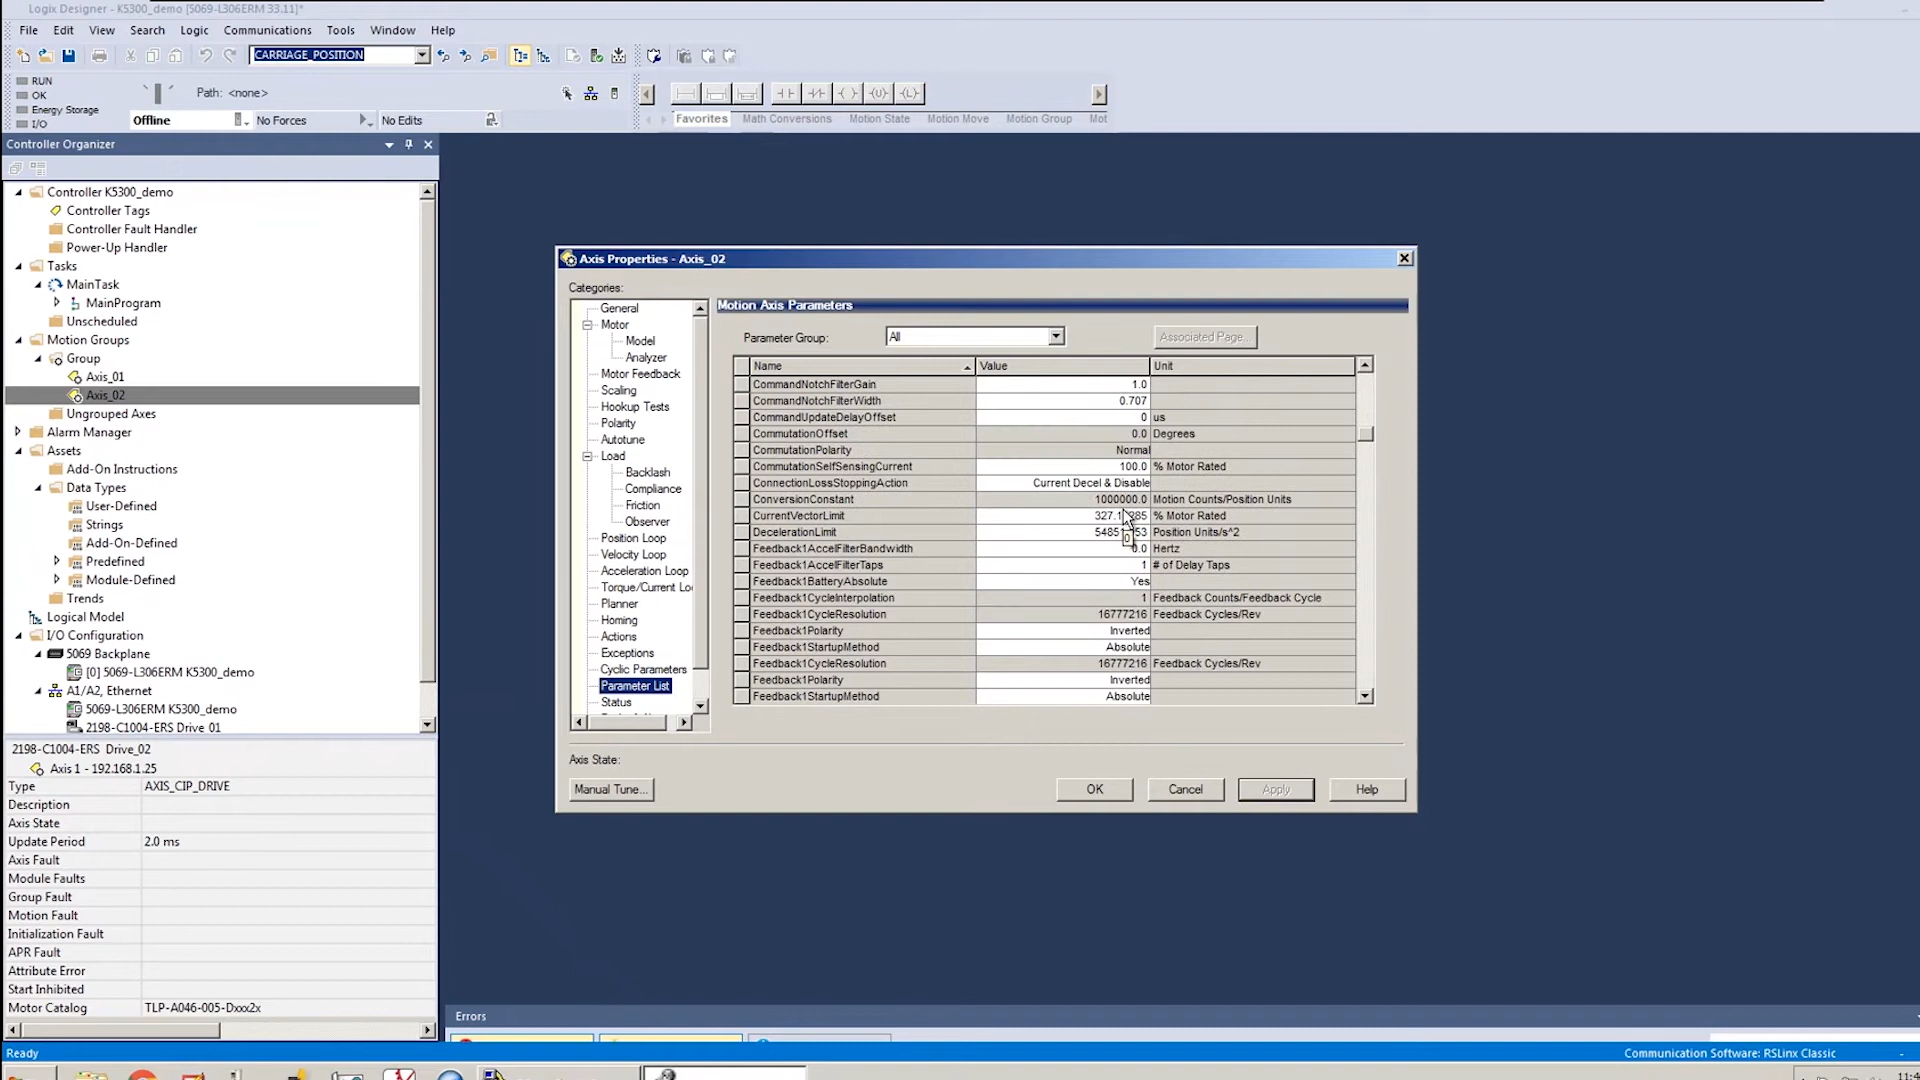 Logix Designer - K5300_demo [5069-L306ERM 33.11]*
File Edit View Search Logic Communications Tools Window Help
CARRIAGE_POSITION
RUN
OK
Energy Storage
I/O
Path: <none>
Offline No Forces No Edits
Favorites Math Conversions Motion State Motion Move Motion Group Mot
Controller Organizer
Controller K5300_demo
Controller Tags
Controller Fault Handler
Power-Up Handler
Tasks
MainTask
MainProgram
Unscheduled
Motion Groups
Group
Axis_01
Axis_02
Ungrouped Axes
Alarm Manager
Assets
Add-On Instructions
Data Types
User-Defined
Strings
Add-On-Defined
Predefined
Module-Defined
Trends
Logical Model
I/O Configuration
5069 Backplane
[0] 5069-L306ERM K5300_demo
A1/A2, Ethernet
5069-L306ERM K5300_demo
2198-C1004-ERS Drive_01
2198-C1004-ERS Drive_02
Axis 1 - 192.168.1.25
Type AXIS_CIP_DRIVE
Description
Axis State
Update Period 2.0 ms
Axis Fault
Module Faults
Group Fault
Motion Fault
Initialization Fault
APR Fault
Attribute Error
Start Inhibited
Motor Catalog TLP-A046-005-Dxxx2x
Axis Properties - Axis_02
Categories:
General
Motor
Model
Analyzer
Motor Feedback
Scaling
Hookup Tests
Polarity
Autotune
Load
Backlash
Compliance
Friction
Observer
Position Loop
Velocity Loop
Acceleration Loop
Torque/Current Lo
Planner
Homing
Actions
Exceptions
Cyclic Parameters
Parameter List
Status
Motion Axis Parameters
Parameter Group: All Associated Page...
Name Value Unit
CommandNotchFilterGain 1.0
CommandNotchFilterWidth 0.707
CommandUpdateDelayOffset 0 us
CommutationOffset 0.0 Degrees
CommutationPolarity Normal
CommutationSelfSensingCurrent 100.0 % Motor Rated
ConnectionLossStoppingAction Current Decel & Disable
ConversionConstant 1000000.0 Motion Counts/Position Units
CurrentVectorLimit % Motor Rated
DecelerationLimit Position Units/s^2
Feedback1AccelFilterBandwidth 0.0 Hertz
Feedback1AccelFilterTaps 1 # of Delay Taps
Feedback1BatteryAbsolute Yes
Feedback1CycleInterpolation 1 Feedback Counts/Feedback Cycle
Feedback1CycleResolution 16777216 Feedback Cycles/Rev
Feedback1Polarity Inverted
Feedback1StartupMethod Absolute
Feedback1CycleResolution 16777216 Feedback Cycles/Rev
Feedback1Polarity Inverted
Feedback1StartupMethod Absolute
Axis State:
Manual Tune... OK Cancel Apply Help
Errors
Ready Communication Software: RSLinx Classic